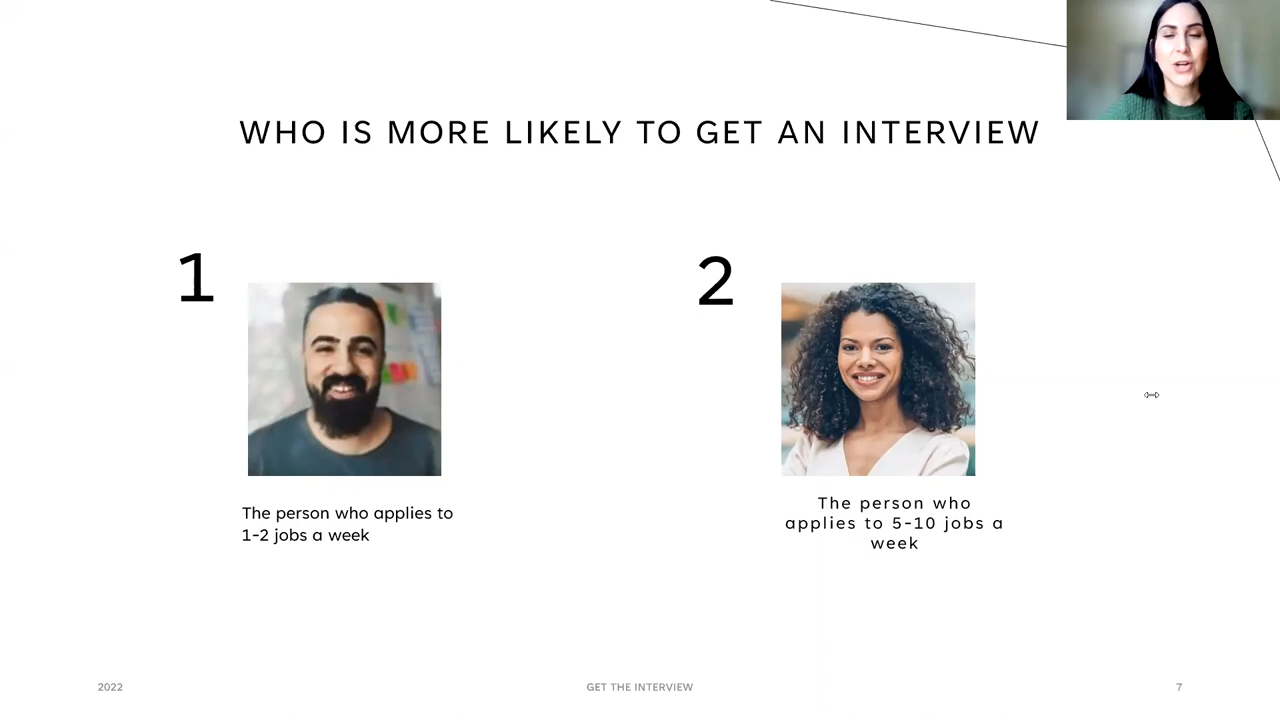 WHO IS MORE LIKELY TO GET AN INTERVIEW
1
The person who applies to
1-2 jobs a week
2
The person who
applies to 5-10 jobs a
week
2022
GET THE INTERVIEW
7